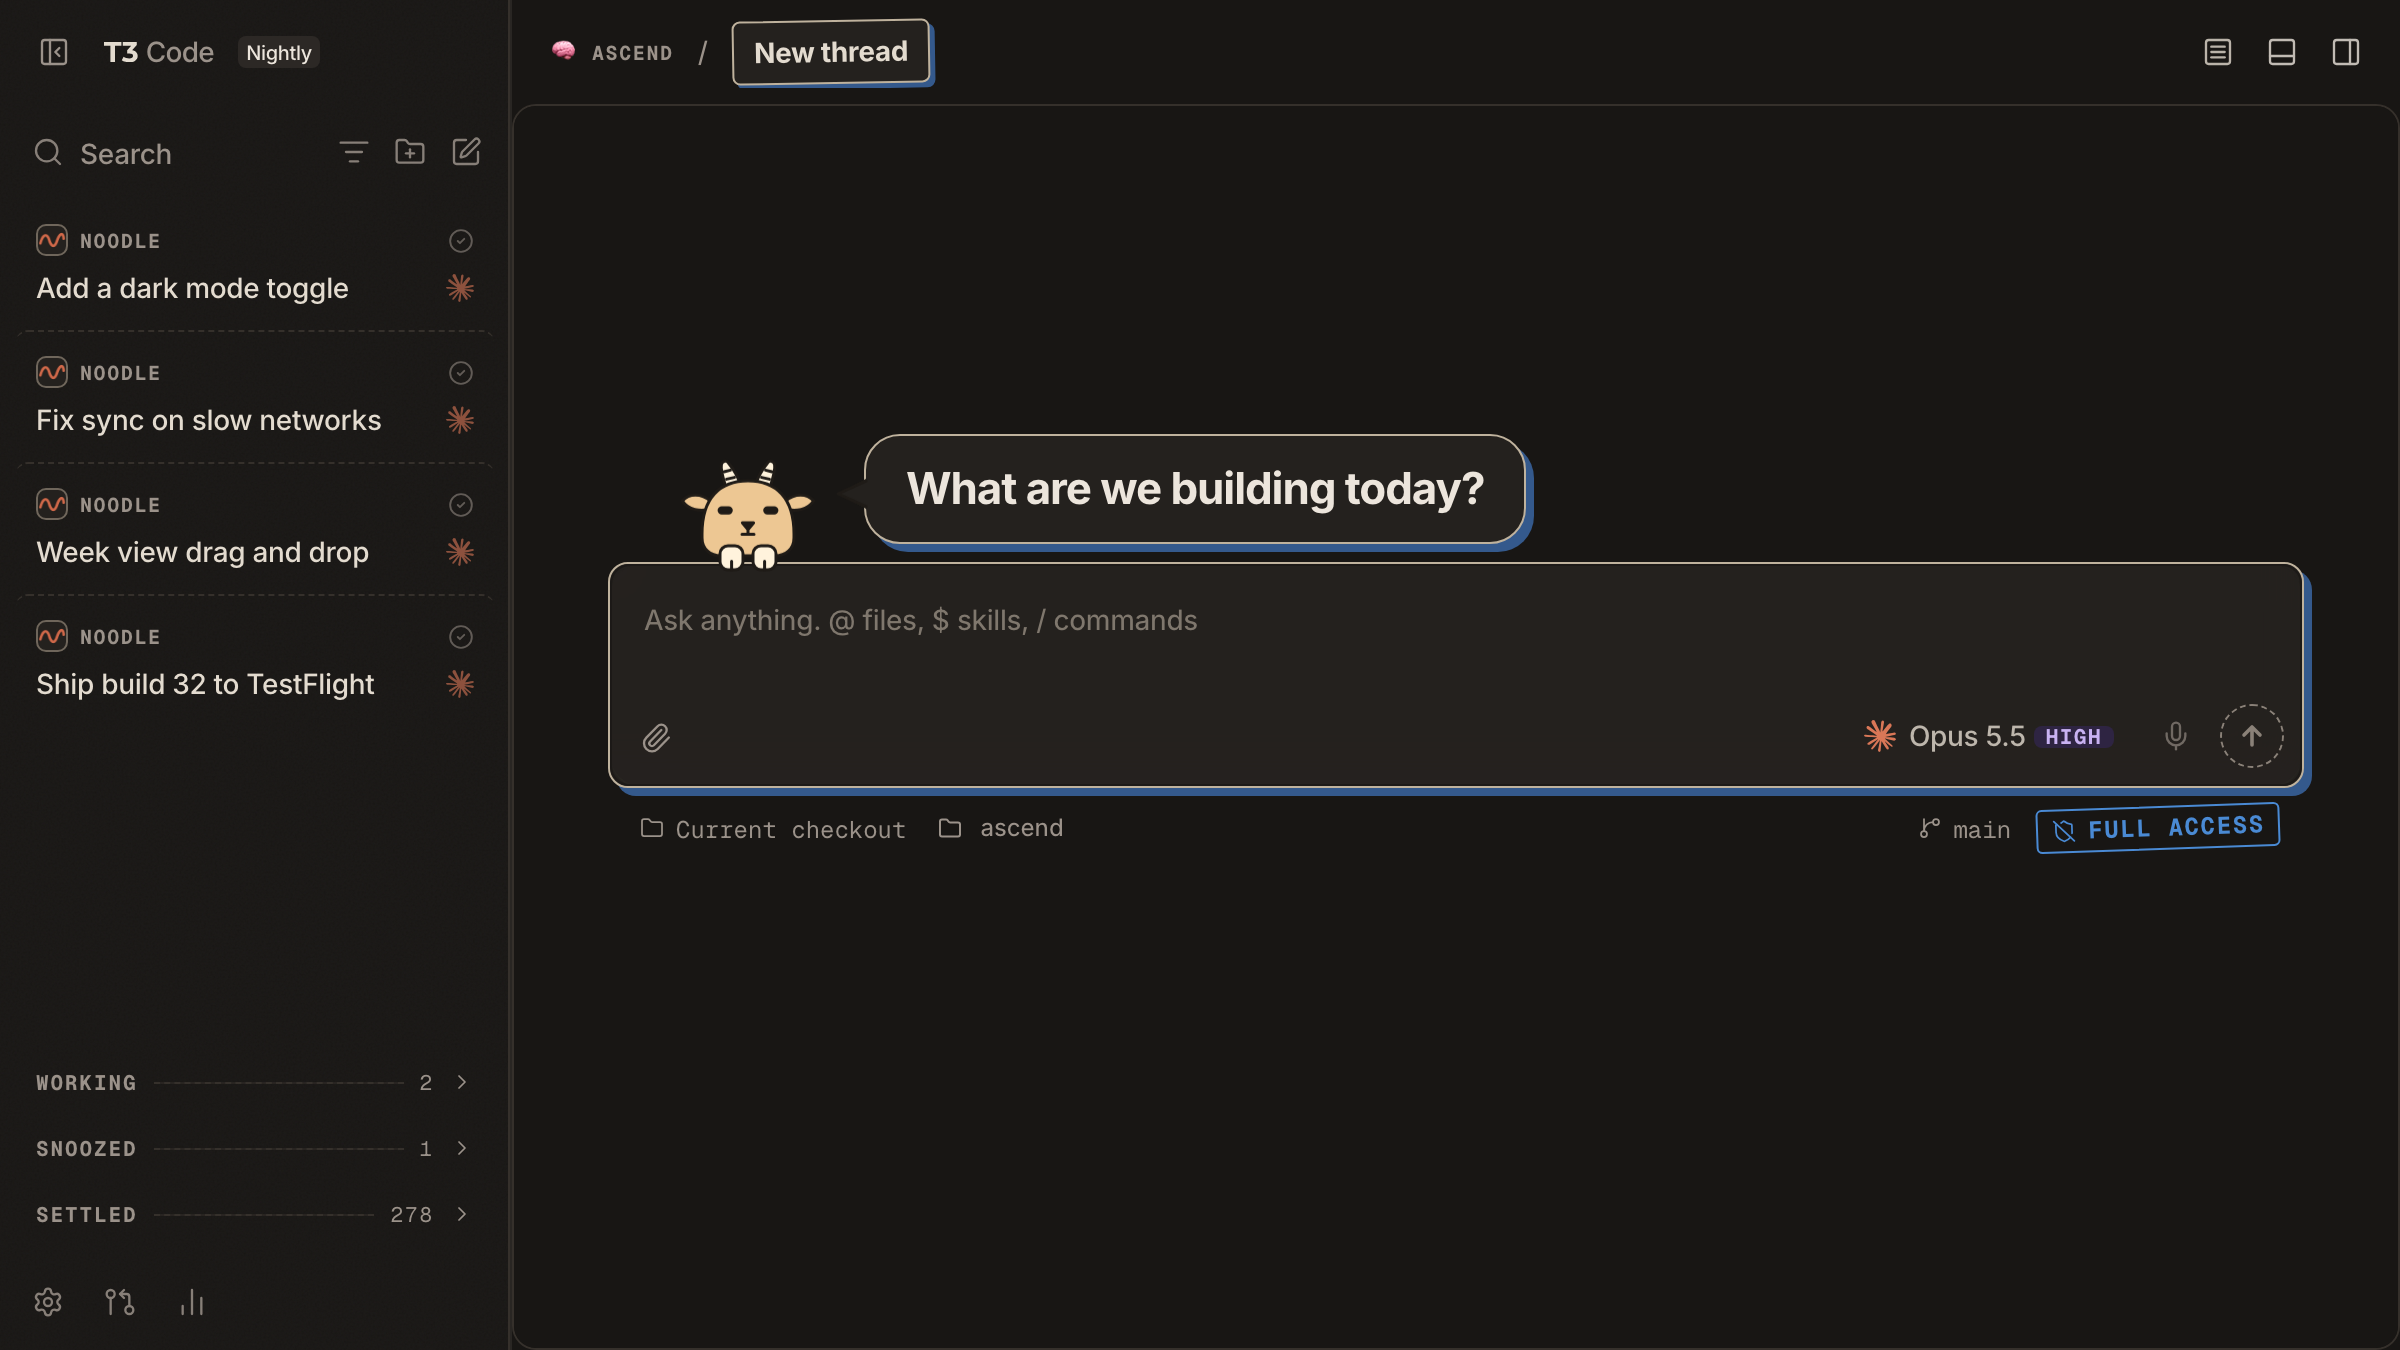 T3 Code Nightly
Search
NOODLE
Add a dark mode toggle
NOODLE
Fix sync on slow networks
NOODLE
Week view drag and drop
NOODLE
Ship build 32 to TestFlight
WORKING 2
SNOOZED 1
SETTLED 278
ASCEND / New thread
What are we building today?
Ask anything. @ files, $ skills, / commands
Opus 5.5 HIGH
Current checkout ascend
main FULL ACCESS